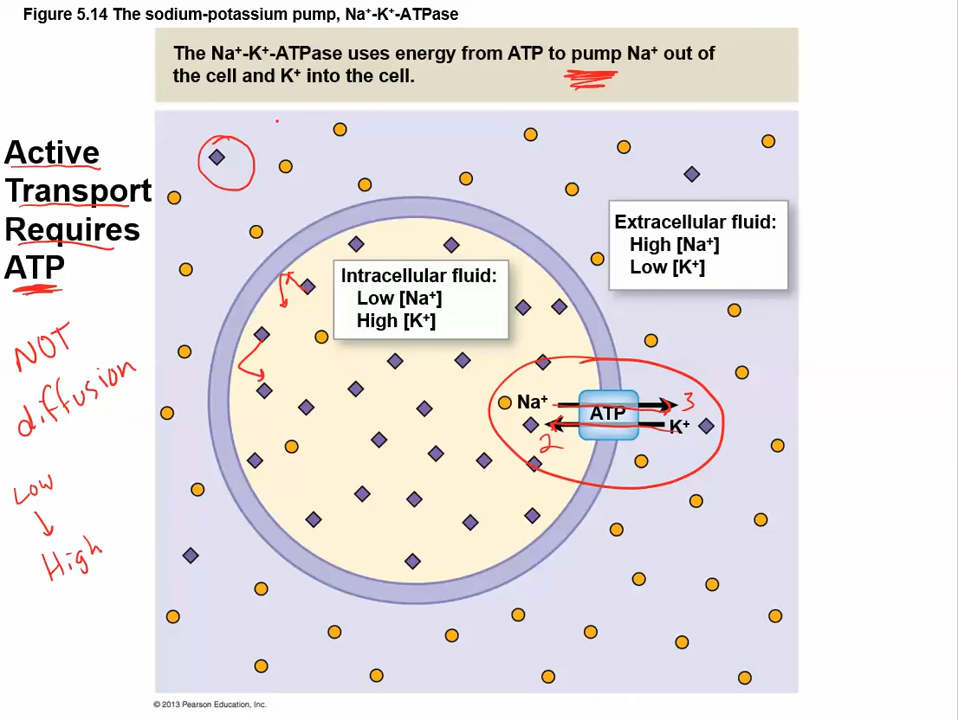 Figure 5.14 The sodium-potassium pump, Na⁺-K⁺-ATPase
The Na⁺-K⁺-ATPase uses energy from ATP to pump Na⁺ out of
the cell and K⁺ into the cell.
Active
Transport
Requires
ATP
NOT
diffusion
Low
High
Extracellular fluid:
High [Na⁺]
Low [K⁺]
Intracellular fluid:
Low [Na⁺]
High [K⁺]
Na⁺
ATP
3
2
K⁺
© 2013 Pearson Education, Inc.